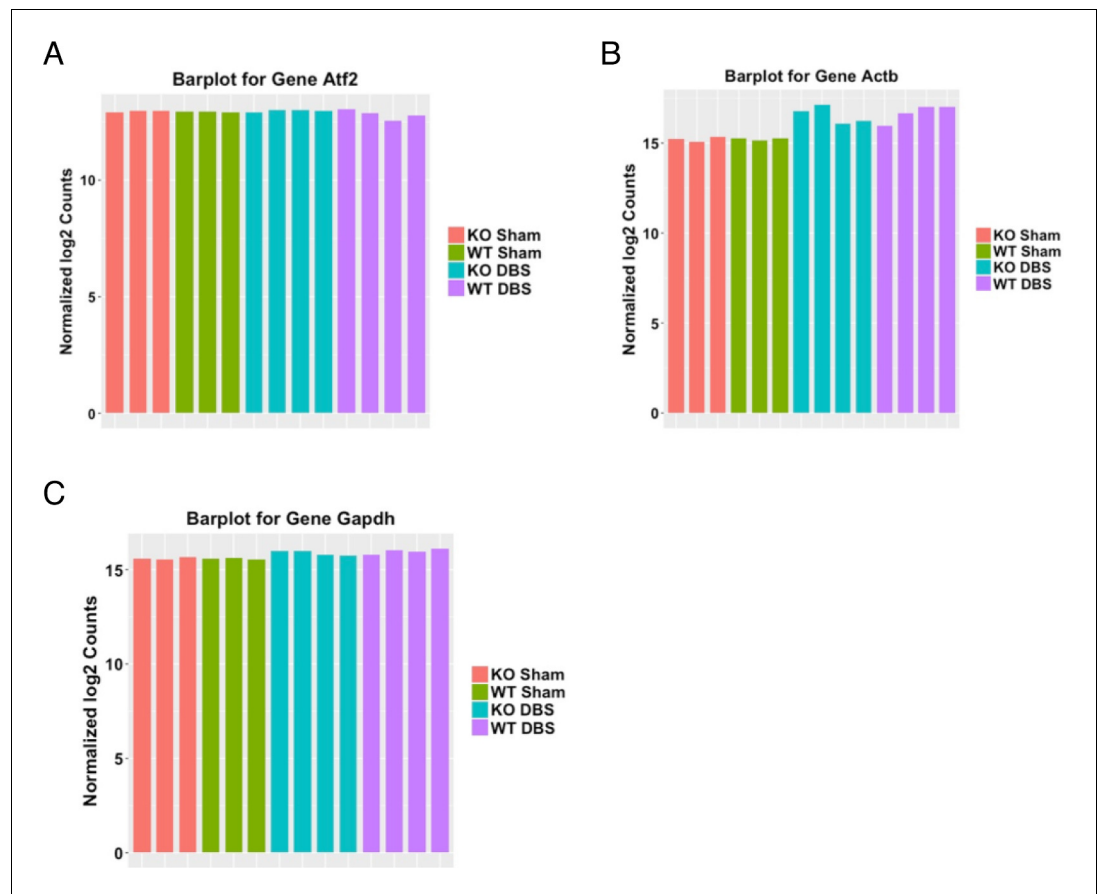 A
Barplot for Gene Atf2
Normalized log2 Counts
10
5
0
KO Sham
WT Sham
KO DBS
WT DBS
B
Barplot for Gene Actb
Normalized log2 Counts
15
10
5
0
KO Sham
WT Sham
KO DBS
WT DBS
C
Barplot for Gene Gapdh
Normalized log2 Counts
15
10
5
0
KO Sham
WT Sham
KO DBS
WT DBS